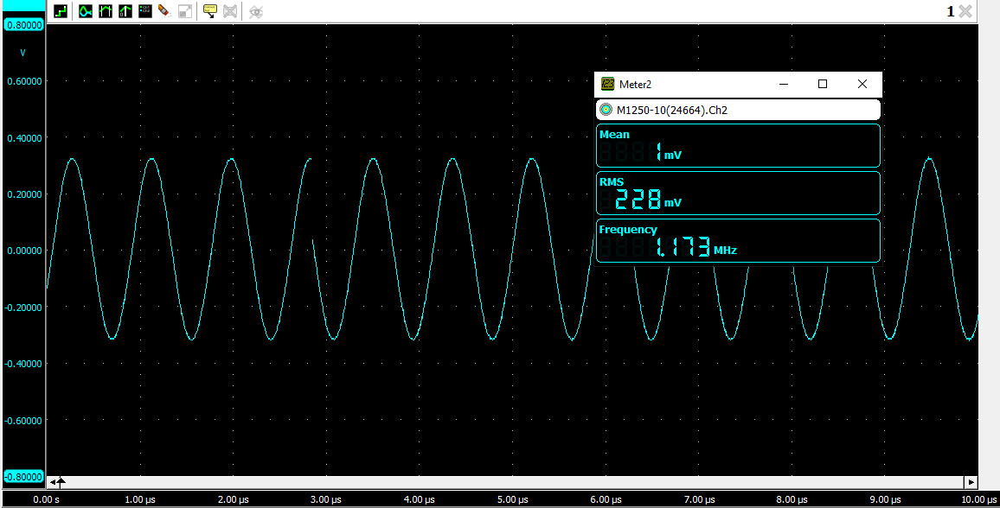 1
0.80000
V
0.60000
0.40000
0.20000
0.00000
-0.20000
-0.40000
-0.60000
-0.80000
Meter2
M1250-10(24664).Ch2
Mean
1 mV
RMS
228 mV
Frequency
1.173 MHz
0.00 s 1.00 µs 2.00 µs 3.00 µs 4.00 µs 5.00 µs 6.00 µs 7.00 µs 8.00 µs 9.00 µs 10.00 µs